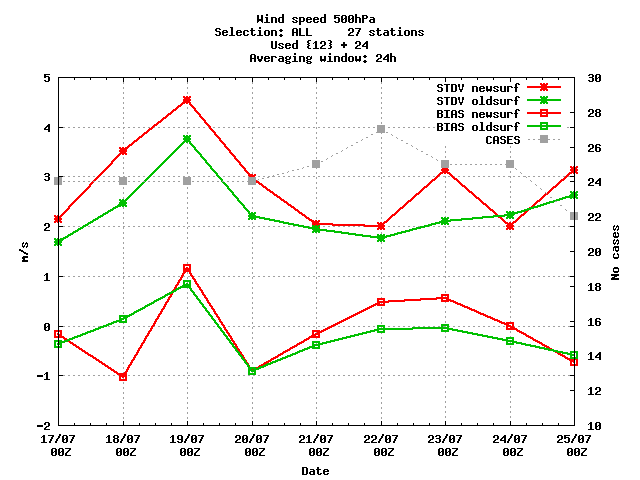 Wind speed 500hPa
Selection: ALL     27 stations
Used {12} + 24
Averaging window: 24h
5
4
3
2
1
0
-1
-2
m/s
STDV newsurf
STDV oldsurf
BIAS newsurf
BIAS oldsurf
CASES
30
28
26
24
22
20
18
16
14
12
10
No cases
17/07 18/07 19/07 20/07 21/07 22/07 23/07 24/07 25/07
00Z 00Z 00Z 00Z 00Z 00Z 00Z 00Z 00Z
Date